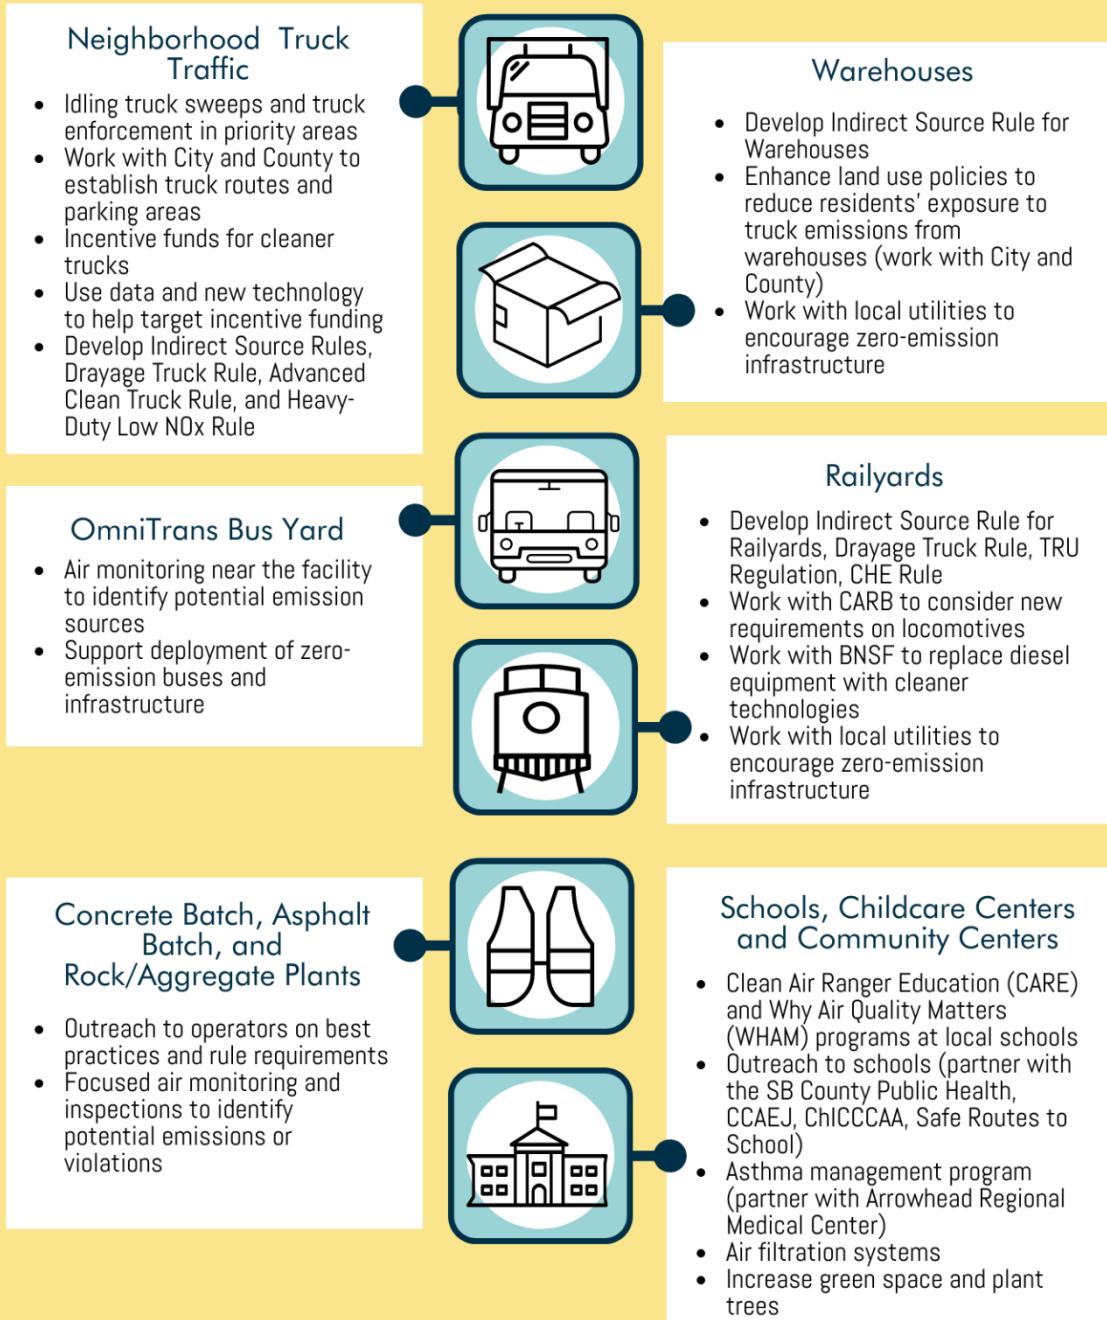 Neighborhood Truck
Traffic
• Idling truck sweeps and truck
enforcement in priority areas
• Work with City and County to
establish truck routes and
parking areas
• Incentive funds for cleaner
trucks
• Use data and new technology
to help target incentive funding
• Develop Indirect Source Rules,
Drayage Truck Rule, Advanced
Clean Truck Rule, and Heavy-
Duty Low NOx Rule
Warehouses
• Develop Indirect Source Rule for
Warehouses
• Enhance land use policies to
reduce residents' exposure to
truck emissions from
warehouses (work with City and
County)
• Work with local utilities to
encourage zero-emission
infrastructure
OmniTrans Bus Yard
• Air monitoring near the facility
to identify potential emission
sources
• Support deployment of zero-
emission buses and
infrastructure
Railyards
• Develop Indirect Source Rule for
Railyards, Drayage Truck Rule, TRU
Regulation, CHE Rule
• Work with CARB to consider new
requirements on locomotives
• Work with BNSF to replace diesel
equipment with cleaner
technologies
• Work with local utilities to
encourage zero-emission
infrastructure
Concrete Batch, Asphalt
Batch, and
Rock/Aggregate Plants
• Outreach to operators on best
practices and rule requirements
• Focused air monitoring and
inspections to identify
potential emissions or
violations
Schools, Childcare Centers
and Community Centers
• Clean Air Ranger Education (CARE)
and Why Air Quality Matters
(WHAM) programs at local schools
• Outreach to schools (partner with
the SB County Public Health,
CCAEJ, ChICCCAA, Safe Routes to
School)
• Asthma management program
(partner with Arrowhead Regional
Medical Center)
• Air filtration systems
• Increase green space and plant
trees